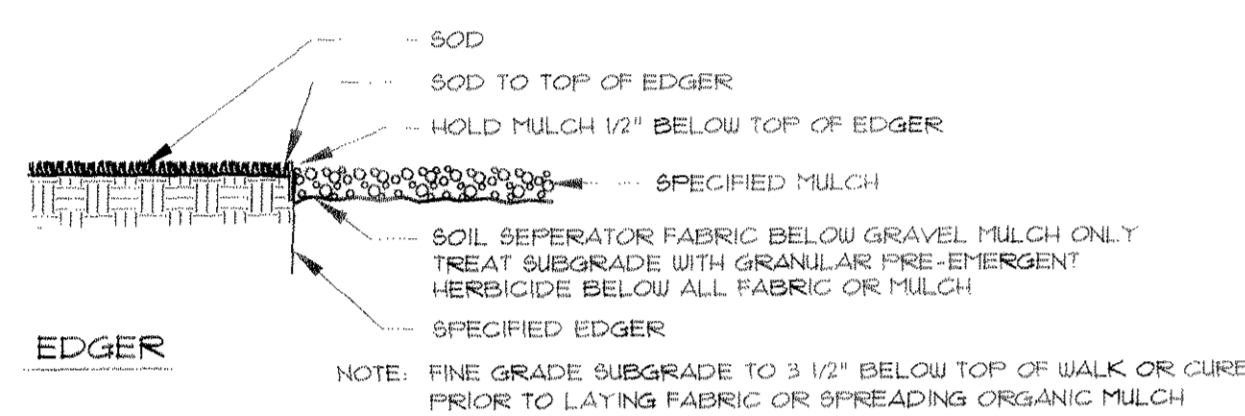 SOD
SOD TO TOP OF EDGER
HOLD MULCH 1/2" BELOW TOP OF EDGER
SPECIFIED MULCH
SOIL SEPERATOR FABRIC BELOW GRAVEL MULCH ONLY
TREAT SUBGRADE WITH GRANULAR PRE-EMERGENT
HERBICIDE BELOW ALL FABRIC OR MULCH
SPECIFIED EDGER
EDGER
NOTE: FINE GRADE SUBGRADE TO 3 1/2" BELOW TOP OF WALK OR
PRIOR TO LAYING FABRIC OR SPREADING ORGANIC MULCH